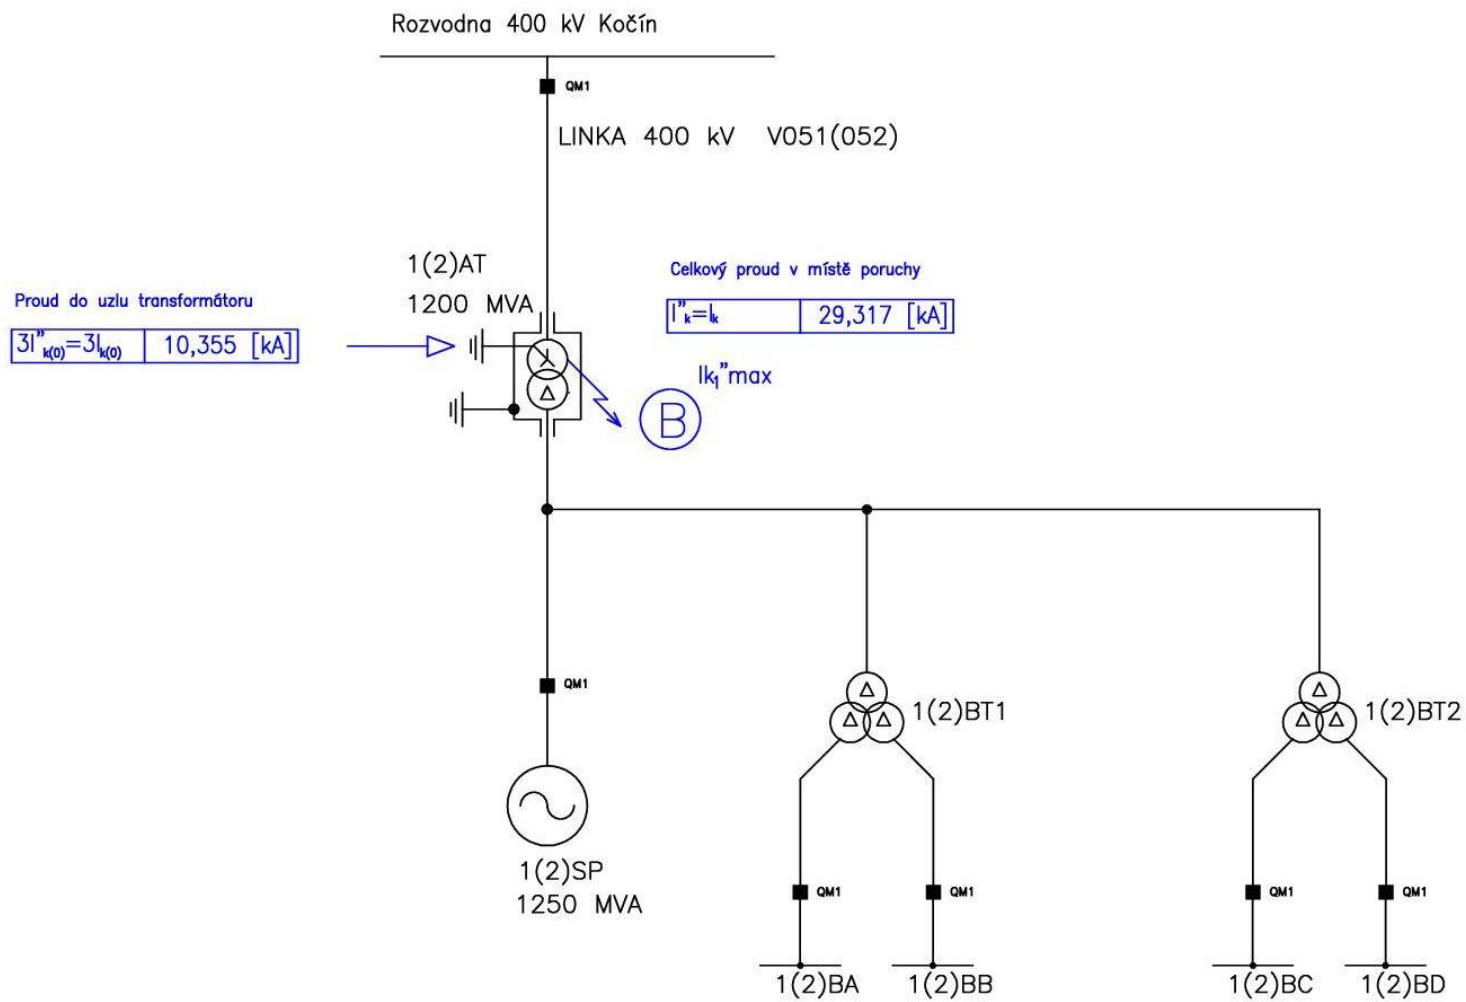 Rozvodna 400 kV Kočín
QM1
LINKA 400 kV V051(052)
1(2)AT
1200 MVA
Celkový proud v místě poruchy
I"k=Ik 29,317 [kA]
Proud do uzlu transformátoru
3I"k(0)=3Ik(0) 10,355 [kA]
Ik1"max
B
QM1
1(2)BT1
1(2)BT2
1(2)SP
1250 MVA
QM1
QM1
QM1
QM1
1(2)BA
1(2)BB
1(2)BC
1(2)BD